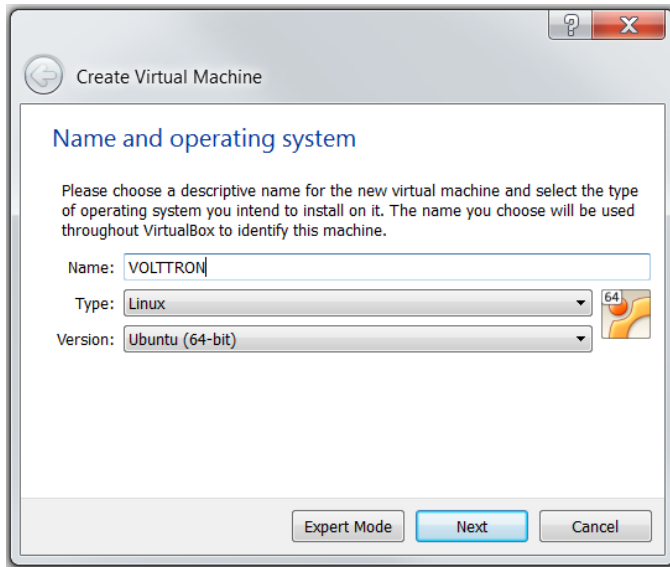 Create Virtual Machine
Name and operating system
Please choose a descriptive name for the new virtual machine and select the type
of operating system you intend to install on it. The name you choose will be used
throughout VirtualBox to identify this machine.
Name: VOLTTRON
Type: Linux
64
Version: Ubuntu (64-bit)
Expert Mode Next Cancel